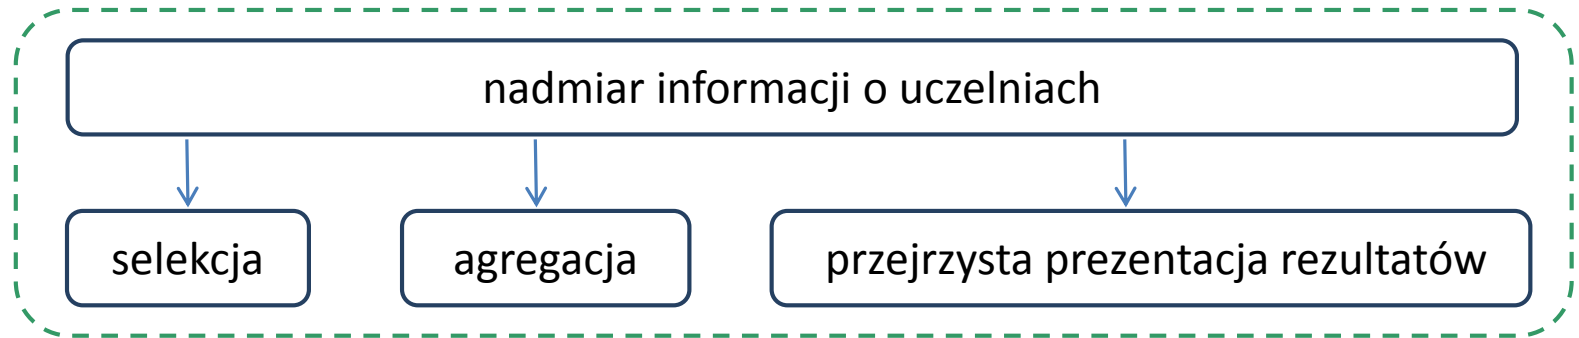 nadmiar informacji o uczelniach
selekcja
agregacja
przejrzysta prezentacja rezultatów